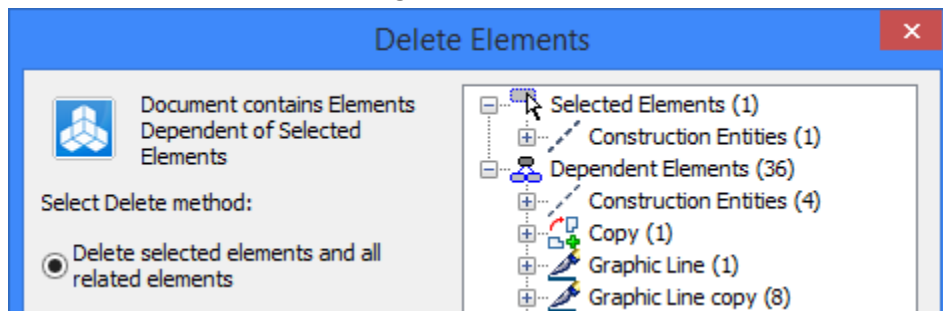 Delete Elements
Document contains Elements
Dependent of Selected
Elements
Select Delete method:
Delete selected elements and all
related elements
Selected Elements (1)
Construction Entities (1)
Dependent Elements (36)
Construction Entities (4)
Copy (1)
Graphic Line (1)
Graphic Line copy (8)